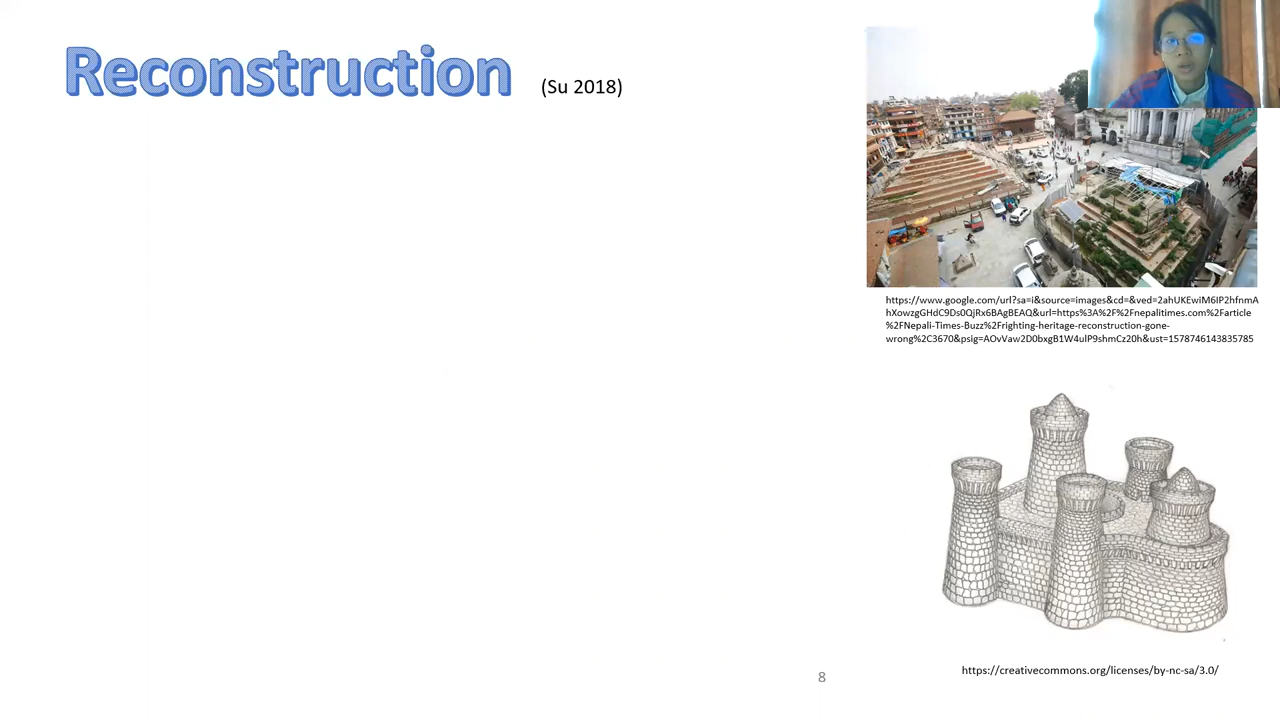 Reconstruction (Su 2018)
https://www.google.com/url?sa=i&source=images&cd=&ved=2ahUKEwiM6IP2hfnmA
hXowzgGHdC9Ds0QjRx6BAgBEAQ&url=https%3A%2F%2Fnepalitimes.com%2Farticle
%2FNepali-Times-Buzz%2Frighting-heritage-reconstruction-gone-
wrong%2C3670&psig=AOvVaw2D0bxgB1W4ulP9shmCz20h&ust=1578746143835785
https://creativecommons.org/licenses/by-nc-sa/3.0/
8